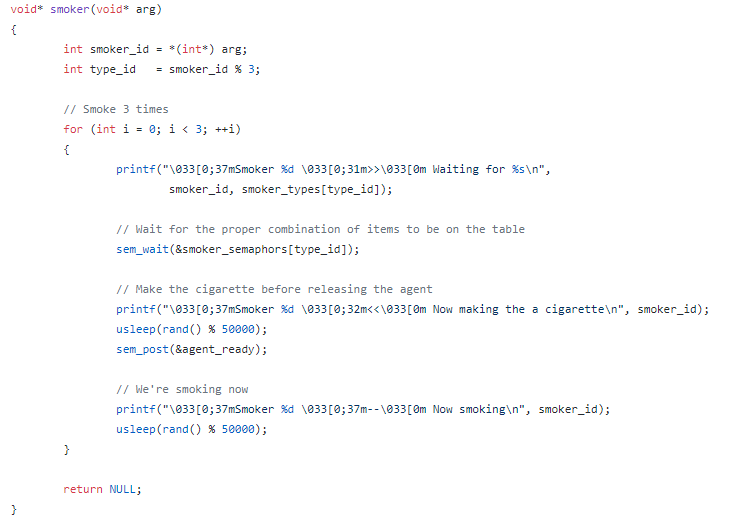 void* smoker(void* arg)
{
int smoker_id = *(int*) arg;
int type_id   = smoker_id % 3;
// Smoke 3 times
for (int i = 0; i < 3; ++i)
{
printf("\033[0;37mSmoker %d \033[0;31m>>\033[0m Waiting for %s\n",
smoker_id, smoker_types[type_id]);
// Wait for the proper combination of items to be on the table
sem_wait(&smoker_semaphors[type_id]);
// Make the cigarette before releasing the agent
printf("\033[0;37mSmoker %d \033[0;32m<<\033[0m Now making the a cigarette\n", smoker_id);
usleep(rand() % 50000);
sem_post(&agent_ready);
// We're smoking now
printf("\033[0;37mSmoker %d \033[0;37m--\033[0m Now smoking\n", smoker_id);
usleep(rand() % 50000);
}
return NULL;
}